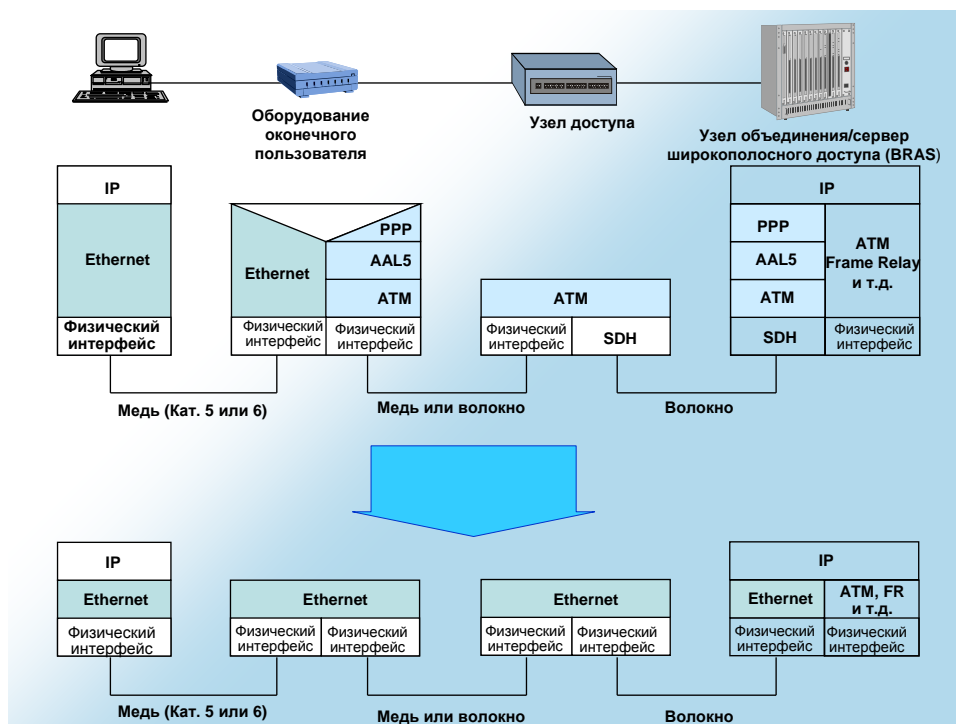 Оборудование
оконечного
пользователя
Узел доступа
Узел объединения/сервер
широкополосного доступа (BRAS)
IP
Ethernet
Физический
интерфейс
PPP
Ethernet
AAL5
ATM
Физический
интерфейс
Физический
интерфейс
ATM
Физический
интерфейс
SDH
IP
PPP
AAL5
ATM
SDH
ATM
Frame Relay
и т.д.
Физический
интерфейс
Медь (Кат. 5 или 6)
Медь или волокно
Волокно
IP
Ethernet
Физический
интерфейс
Ethernet
Физический
интерфейс
Физический
интерфейс
Ethernet
Физический
интерфейс
Физический
интерфейс
IP
Ethernet
ATM, FR
и т.д.
Физический
интерфейс
Физический
интерфейс
Медь (Кат. 5 или 6)
Медь или волокно
Волокно